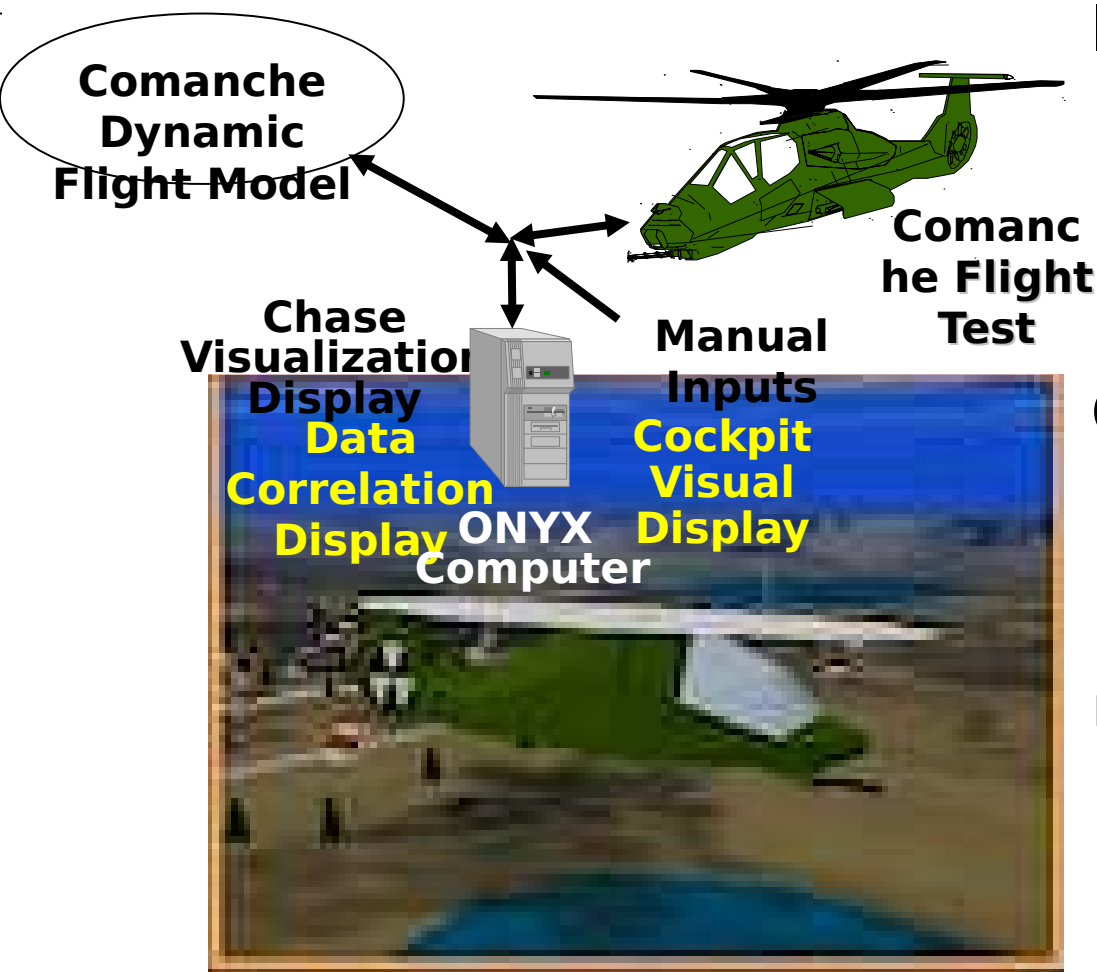 Comanche
Dynamic
Flight Model
Comanc
he Flight
Test
Chase
Visualization
Display
Manual
Inputs
Data
Correlation
Display
Cockpit
Visual
Display
ONYX
Computer